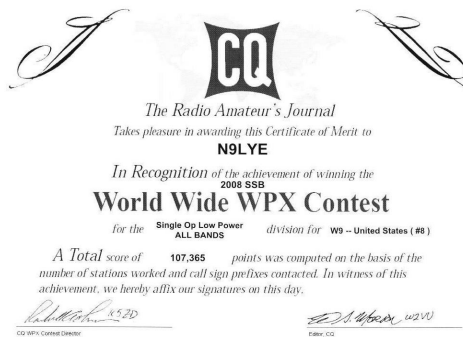 CQ
The Radio Amateur's Journal
Takes pleasure in awarding this Certificate of Merit to
N9LYE
In Recognition of the achievement of winning the
2008 SSB
World Wide WPX Contest
for the Single Op Low Power ALL BANDS division for W9 -- United States ( #8 )
A Total score of 107,365 points was computed on the basis of the
number of stations worked and call sign prefixes contacted. In witness of this
achievement, we hereby affix our signatures on this day.
K5ZD W2VU
CQ WPX Contest Director Editor, CQ